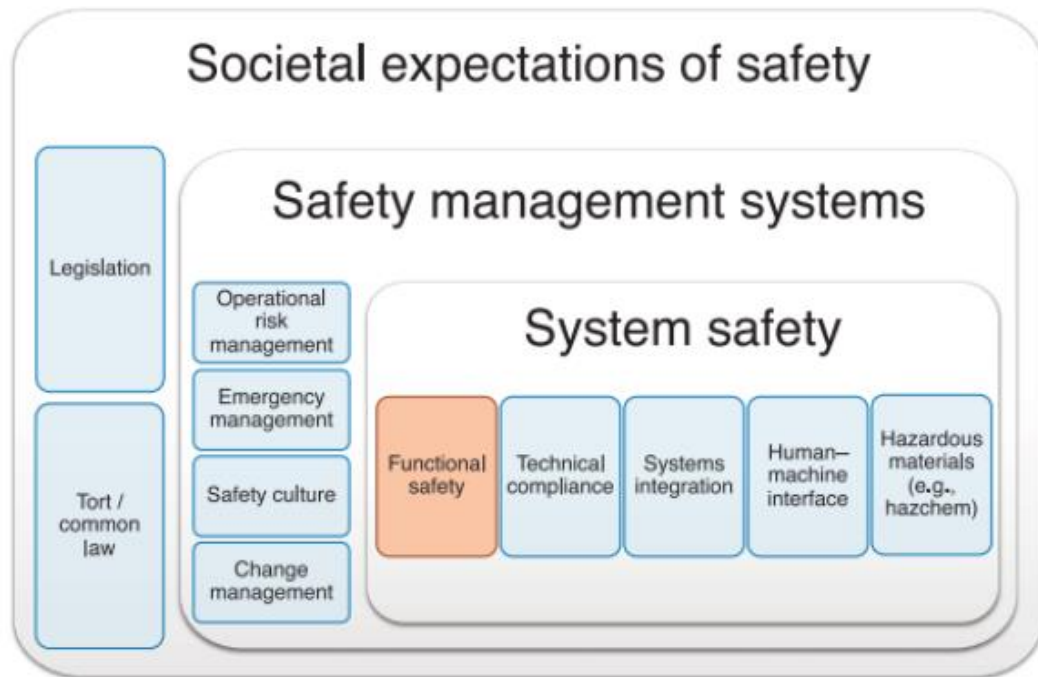 Societal expectations of safety
Legislation
Tort /
common
law
Safety management systems
Operational
risk
management
Emergency
management
Safety culture
Change
management
System safety
Functional
safety
Technical
compliance
Systems
integration
Human–
machine
interface
Hazardous
materials
(e.g.,
hazchem)